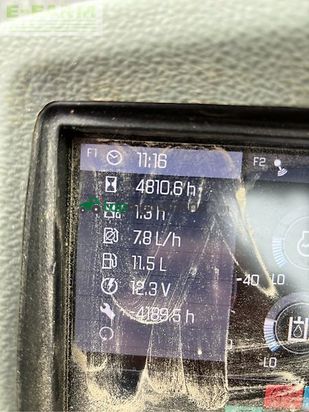 E-FARM
F1 11:16 F2
4810.6 h
1.3 h
7.8 L/h
11.5 L
12.3 V
-4189.5 h
-40 LO
-LO